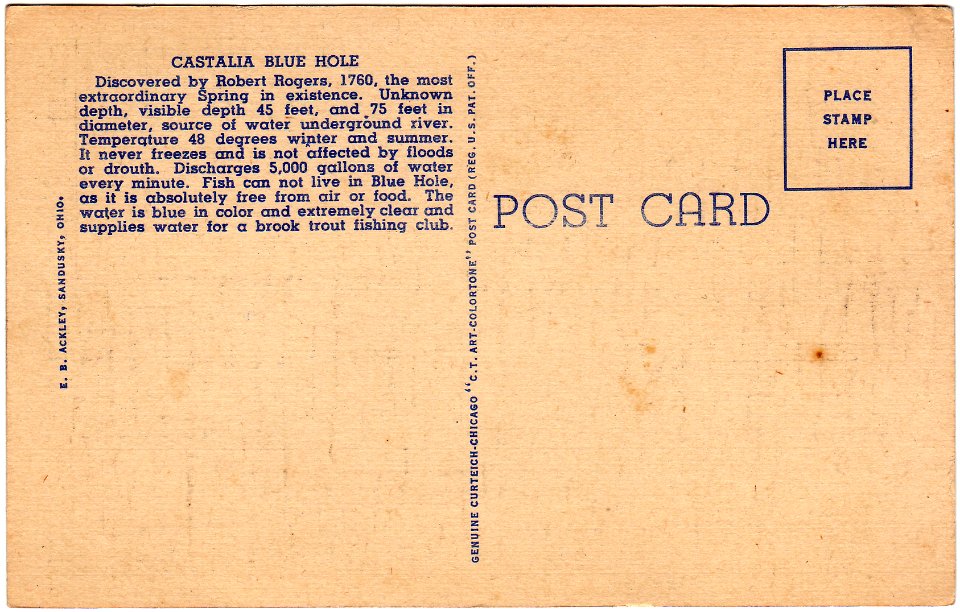 CASTALIA BLUE HOLE
Discovered by Robert Rogers, 1760, the most
extraordinary Spring in existence. Unknown
depth, visible depth 45 feet, and 75 feet in
diameter, source of water underground river.
Temperature 48 degrees winter and summer.
It never freezes and is not affected by floods
or drouth. Discharges 5,000 gallons of water
every minute. Fish can not live in Blue Hole,
as it is absolutely free from air or food. The
water is blue in color and extremely clear and
supplies water for a brook trout fishing club.
E. B. ACKLEY, SANDUSKY, OHIO.
GENUINE CURTEICH-CHICAGO "C.T. ART-COLORTONE" POST CARD (REG. U.S. PAT. OFF.)
POST CARD
PLACE
STAMP
HERE